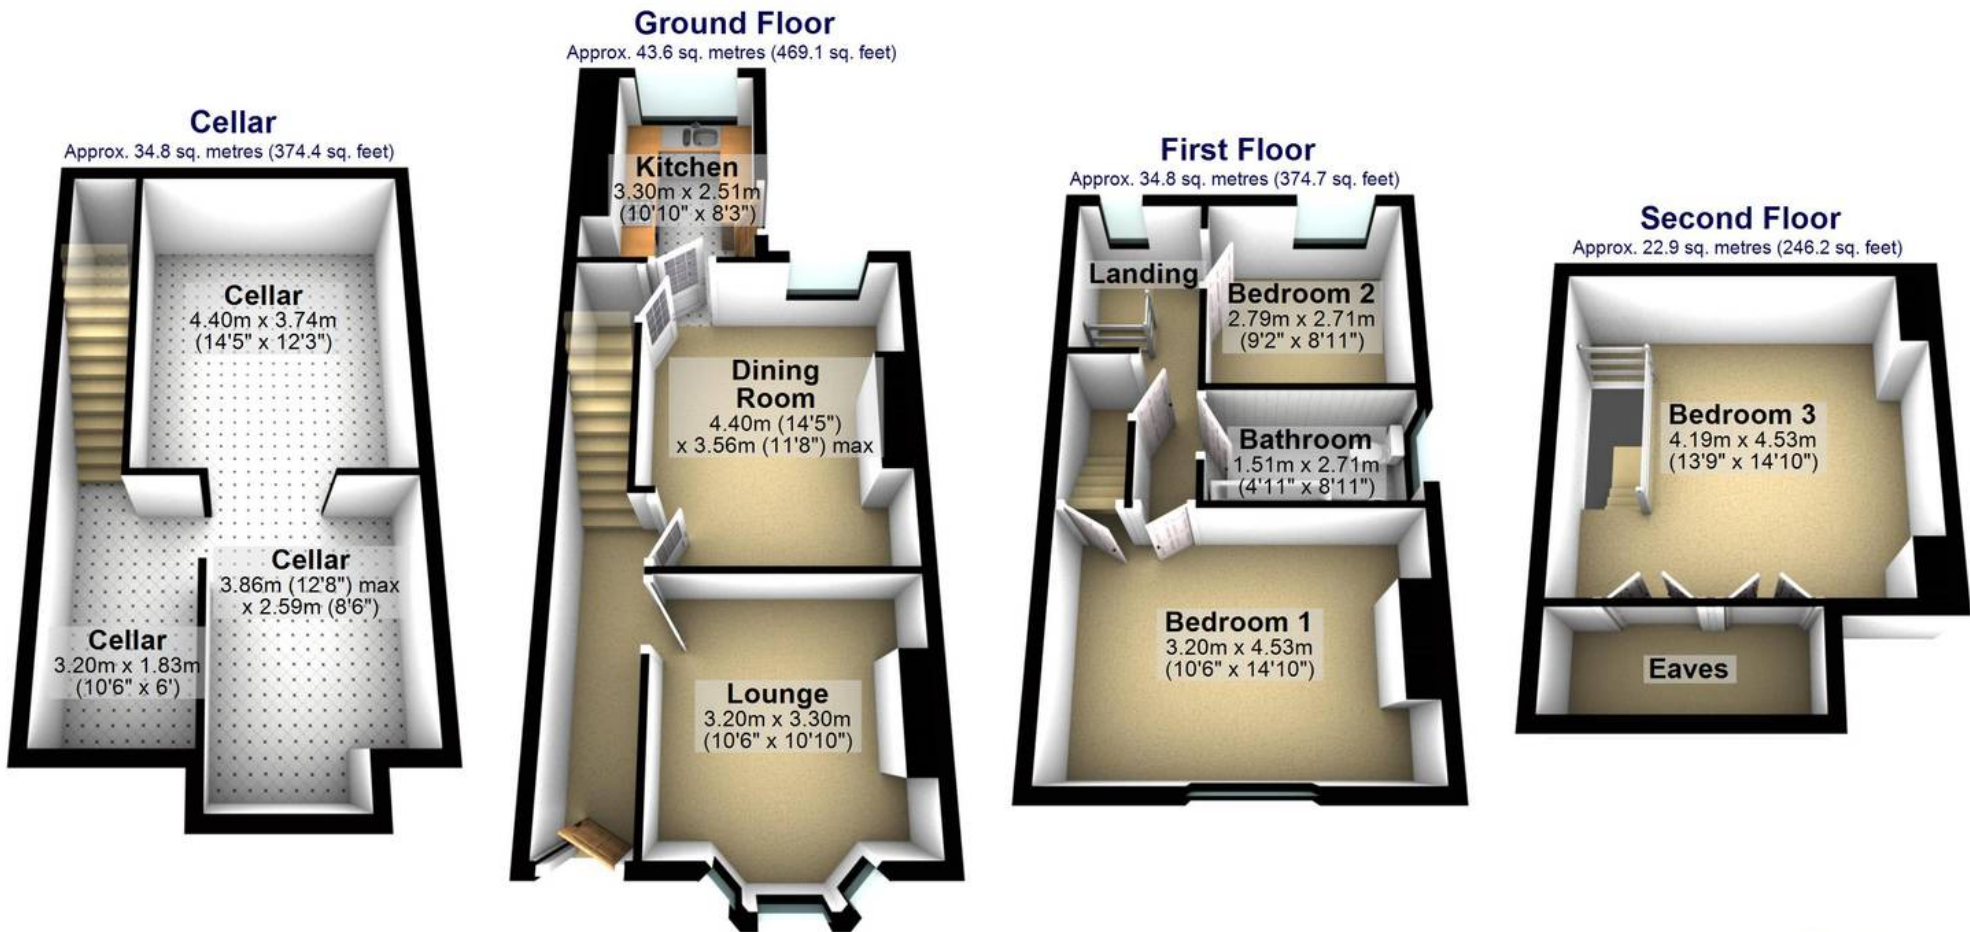 Cellar
Approx. 34.8 sq. metres (374.4 sq. feet)
Cellar
4.40m x 3.74m
(14'5" x 12'3")
Cellar
3.86m (12'8") max
x 2.59m (8'6")
Cellar
3.20m x 1.83m
(10'6" x 6')
Ground Floor
Approx. 43.6 sq. metres (469.1 sq. feet)
Kitchen
3.30m x 2.51m
(10'10" x 8'3")
Dining
Room
4.40m (14'5")
x 3.56m (11'8") max
Lounge
3.20m x 3.30m
(10'6" x 10'10")
First Floor
Approx. 34.8 sq. metres (374.7 sq. feet)
Landing
Bedroom 2
2.79m x 2.71m
(9'2" x 8'11")
Bathroom
1.51m x 2.71m
(4'11" x 8'11")
Bedroom 1
3.20m x 4.53m
(10'6" x 14'10")
Second Floor
Approx. 22.9 sq. metres (246.2 sq. feet)
Bedroom 3
4.19m x 4.53m
(13'9" x 14'10")
Eaves